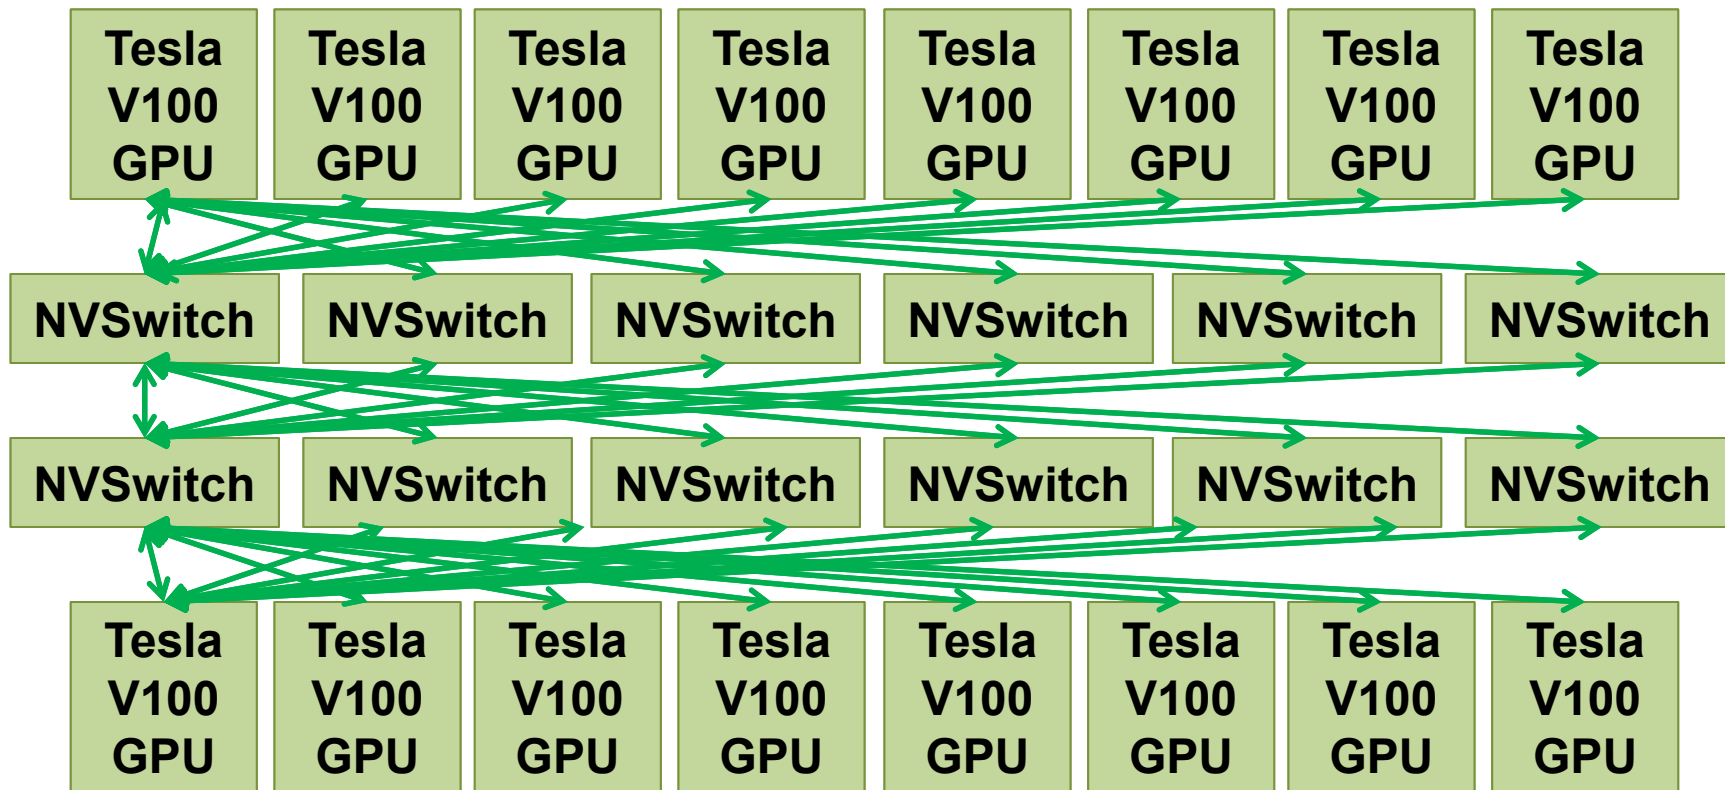 Tesla
V100
GPU
Tesla
V100
GPU
Tesla
V100
GPU
Tesla
V100
GPU
Tesla
V100
GPU
Tesla
V100
GPU
Tesla
V100
GPU
Tesla
V100
GPU
NVSwitch
NVSwitch
NVSwitch
NVSwitch
NVSwitch
NVSwitch
NVSwitch
NVSwitch
NVSwitch
NVSwitch
NVSwitch
NVSwitch
Tesla
V100
GPU
Tesla
V100
GPU
Tesla
V100
GPU
Tesla
V100
GPU
Tesla
V100
GPU
Tesla
V100
GPU
Tesla
V100
GPU
Tesla
V100
GPU